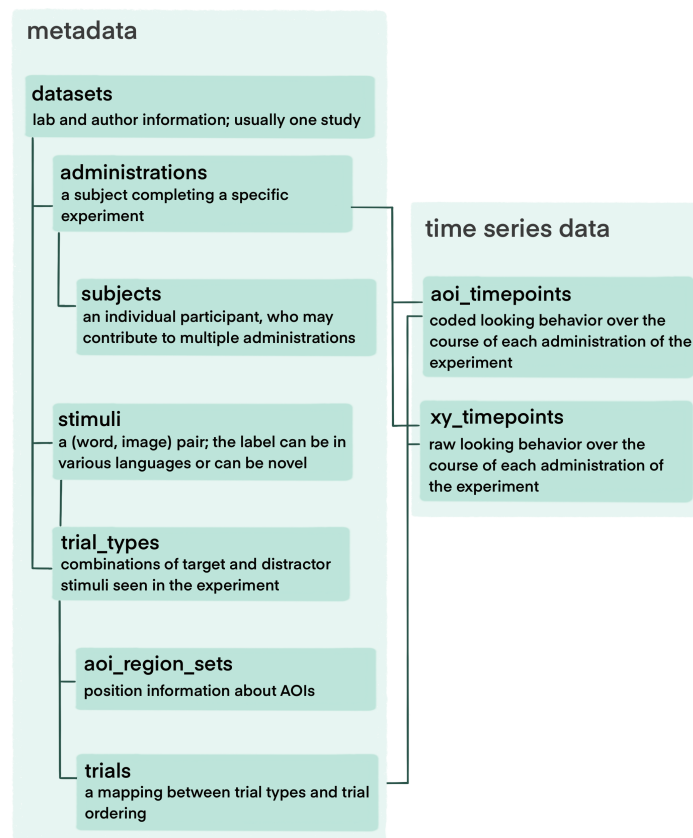 metadata
datasets
lab and author information; usually one study
administrations
a subject completing a specific
experiment
subjects
an individual participant, who may
contribute to multiple administrations
stimuli
a (word, image) pair; the label can be in
various languages or can be novel
trial_types
combinations of target and distractor
stimuli seen in the experiment
aoi_region_sets
position information about AOIs
trials
a mapping between trial types and trial
ordering
time series data
aoi_timepoints
coded looking behavior over the
course of each administration of the
experiment
xy_timepoints
raw looking behavior over the
course of each administration of
the experiment